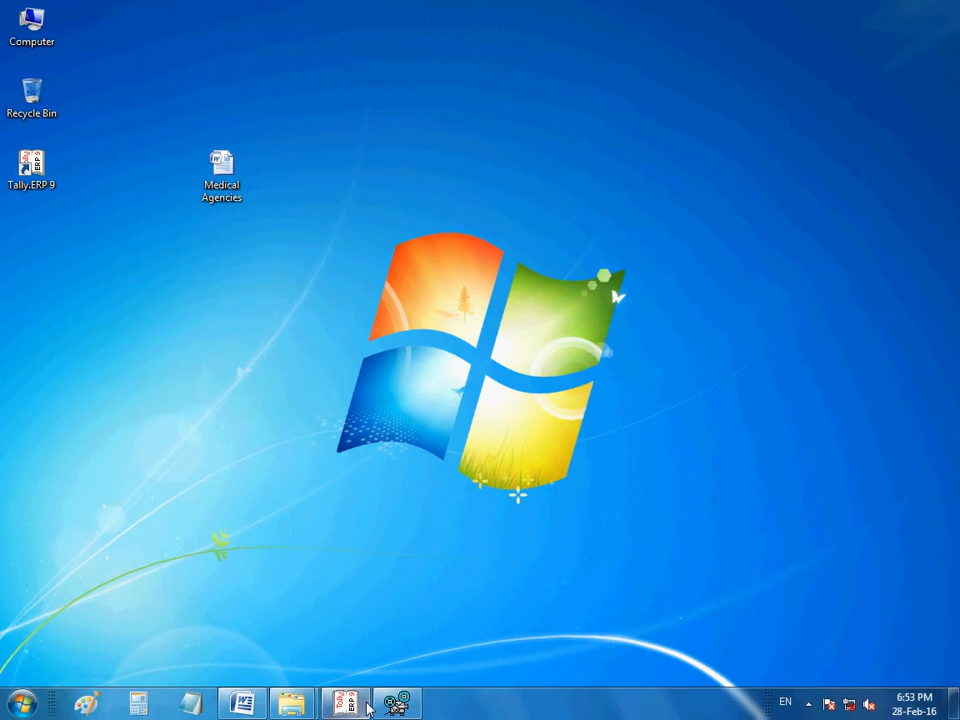 Computer
Recycle Bin
Tally.ERP 9
Medical
Agencies
EN
6:53 PM
28-Feb-16